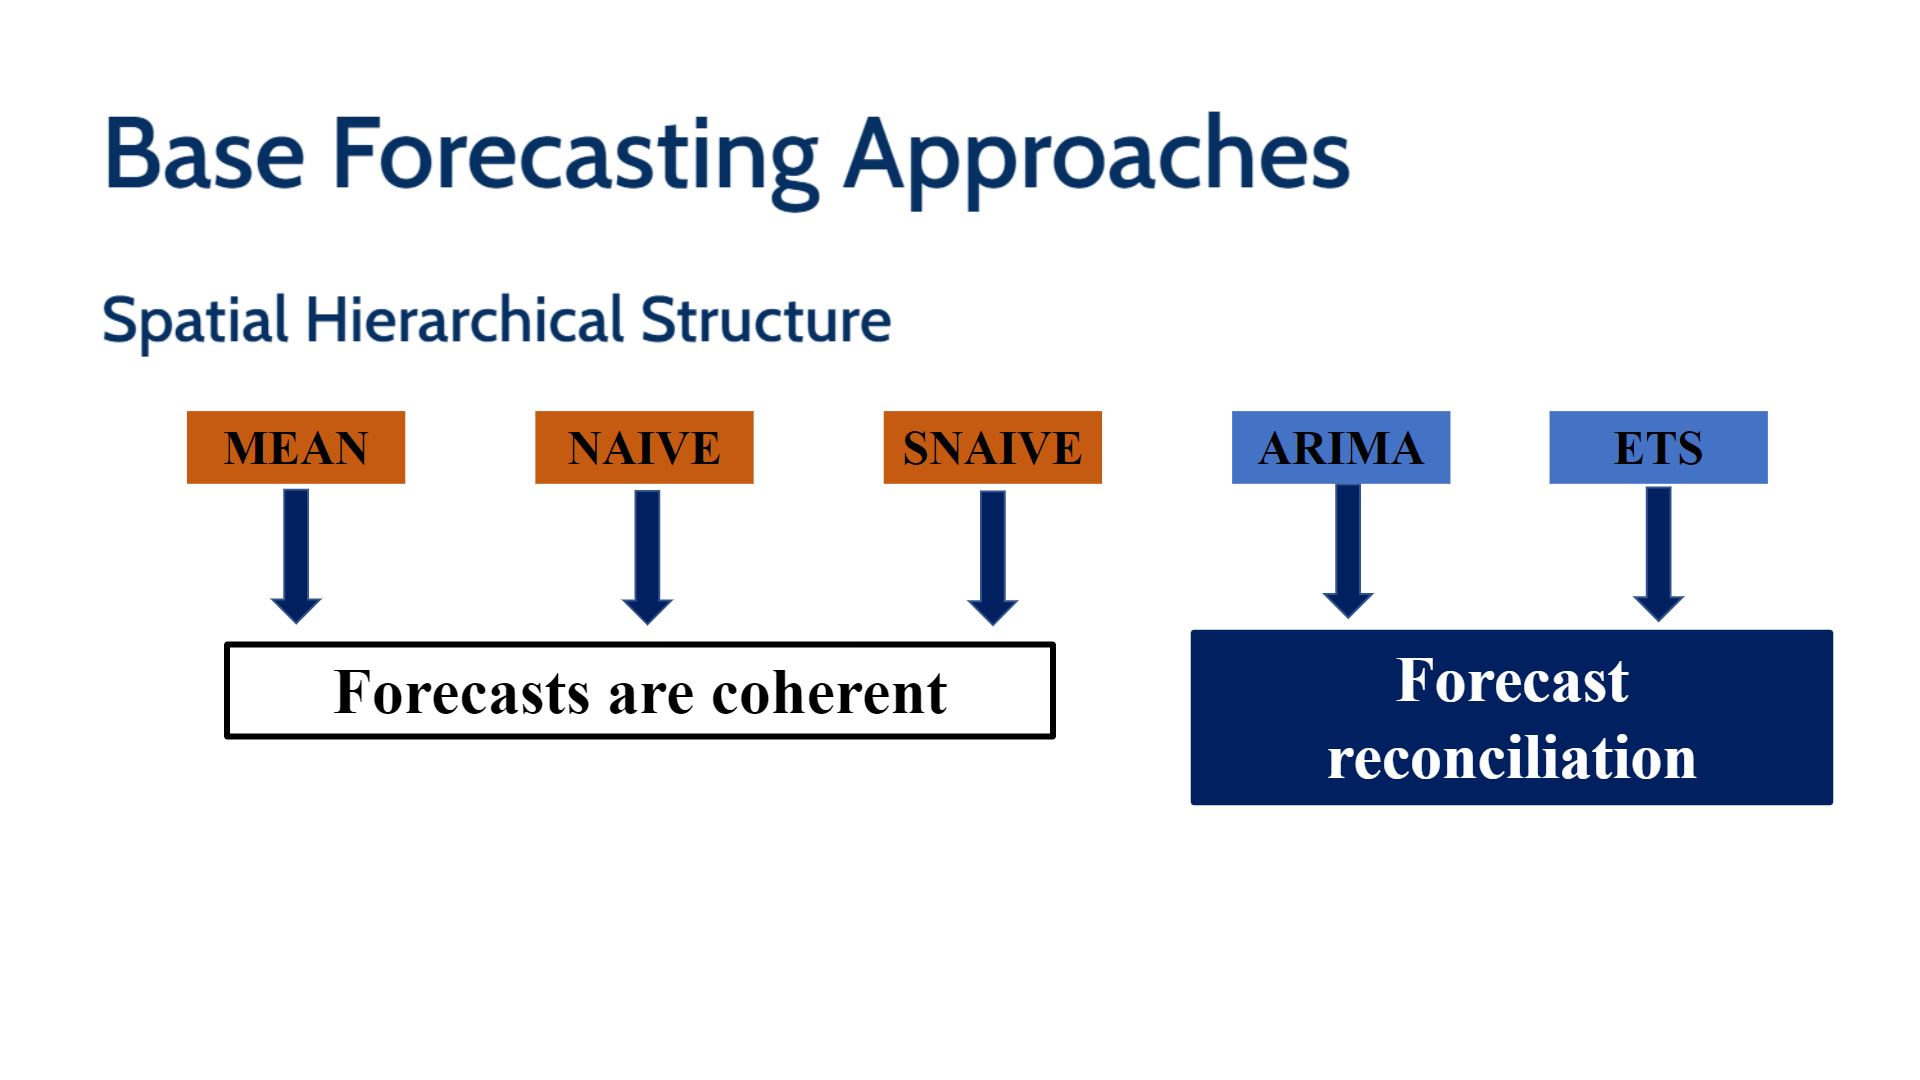 Base Forecasting Approaches
Spatial Hierarchical Structure
MEAN
NAIVE
SNAIVE
ARIMA
ETS
Forecasts are coherent
Forecast
reconciliation